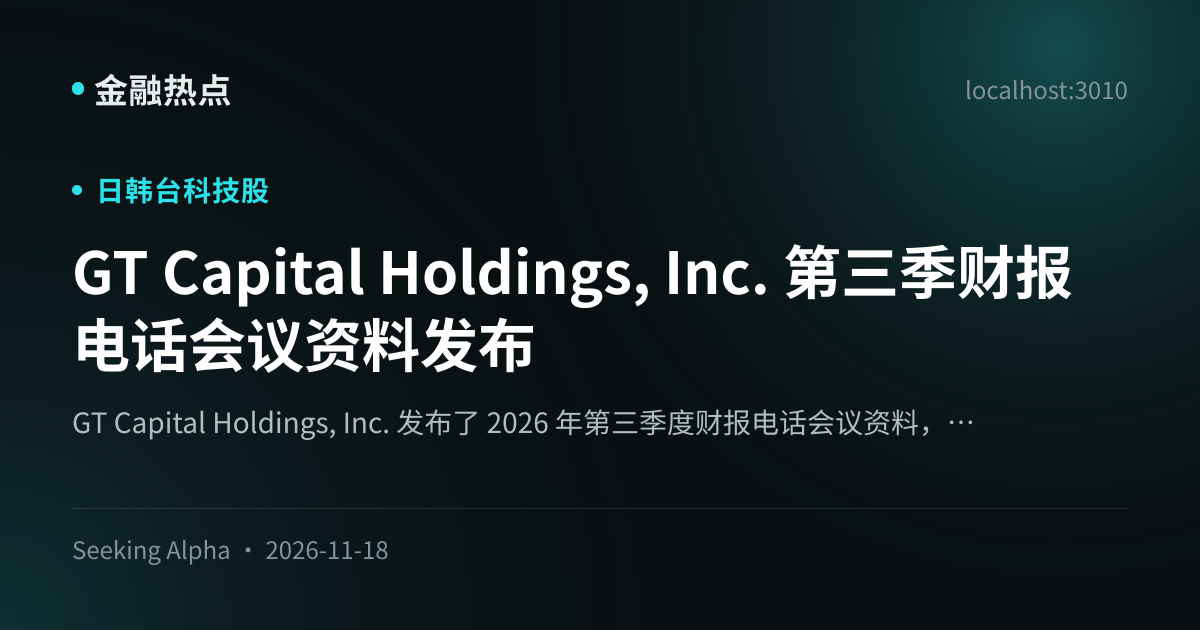 金融热点
localhost:3010
日韩台科技股
GT Capital Holdings, Inc. 第三季财报
电话会议资料发布
GT Capital Holdings, Inc. 发布了 2026 年第三季度财报电话会议资料，…
Seeking Alpha · 2026-11-18